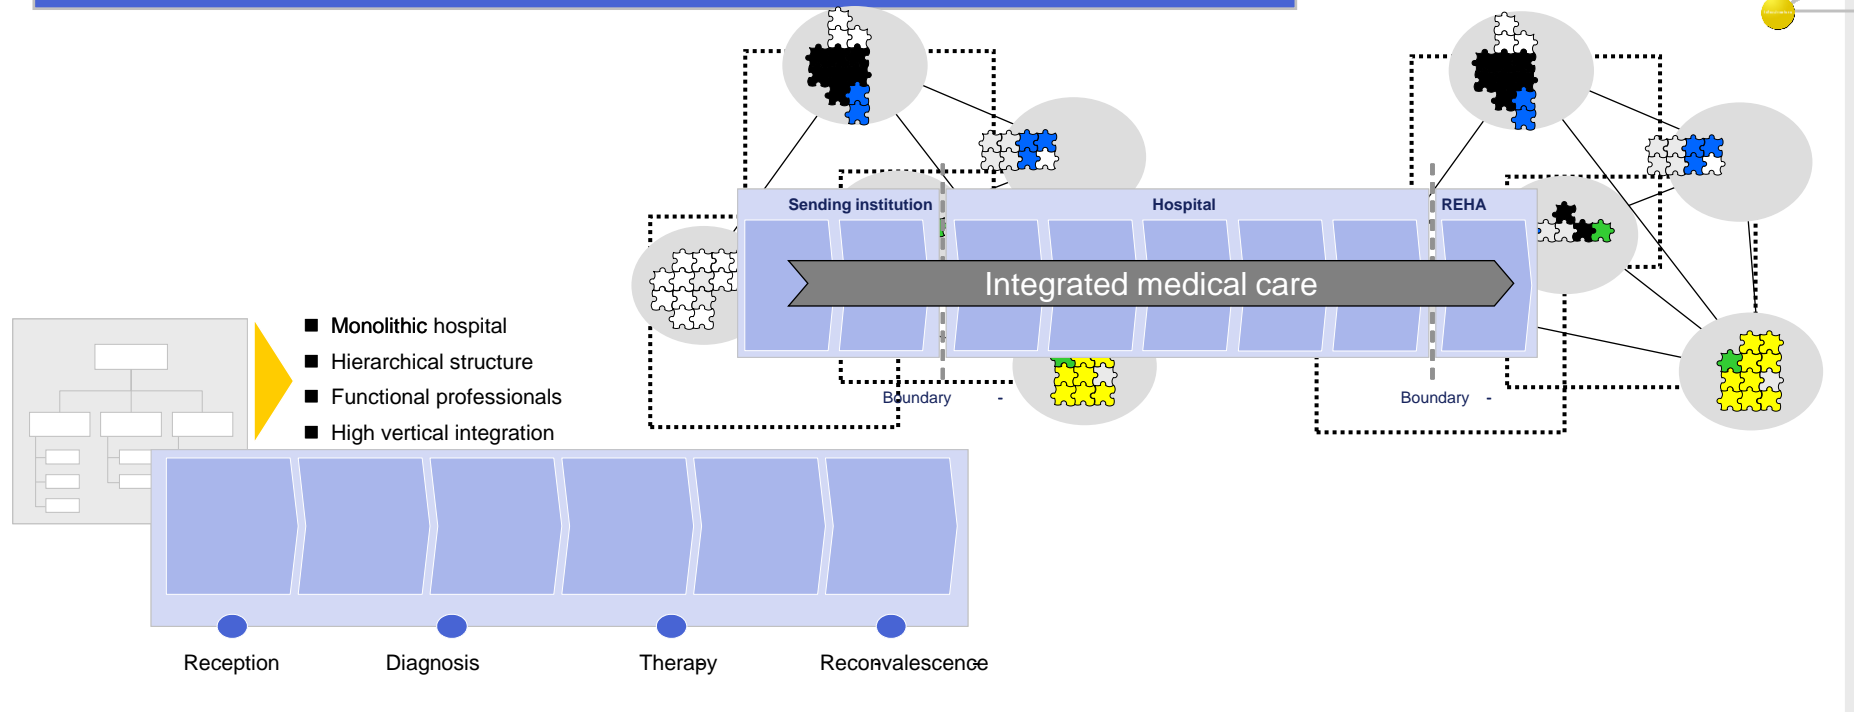 Sending institution
Hospital
REHA
Integrated medical care
■ Monolithic hospital
■ Hierarchical structure
■ Functional professionals
■ High vertical integration
Boundary -
Boundary -
Reception
Diagnosis
Therapy
Reconvalescence